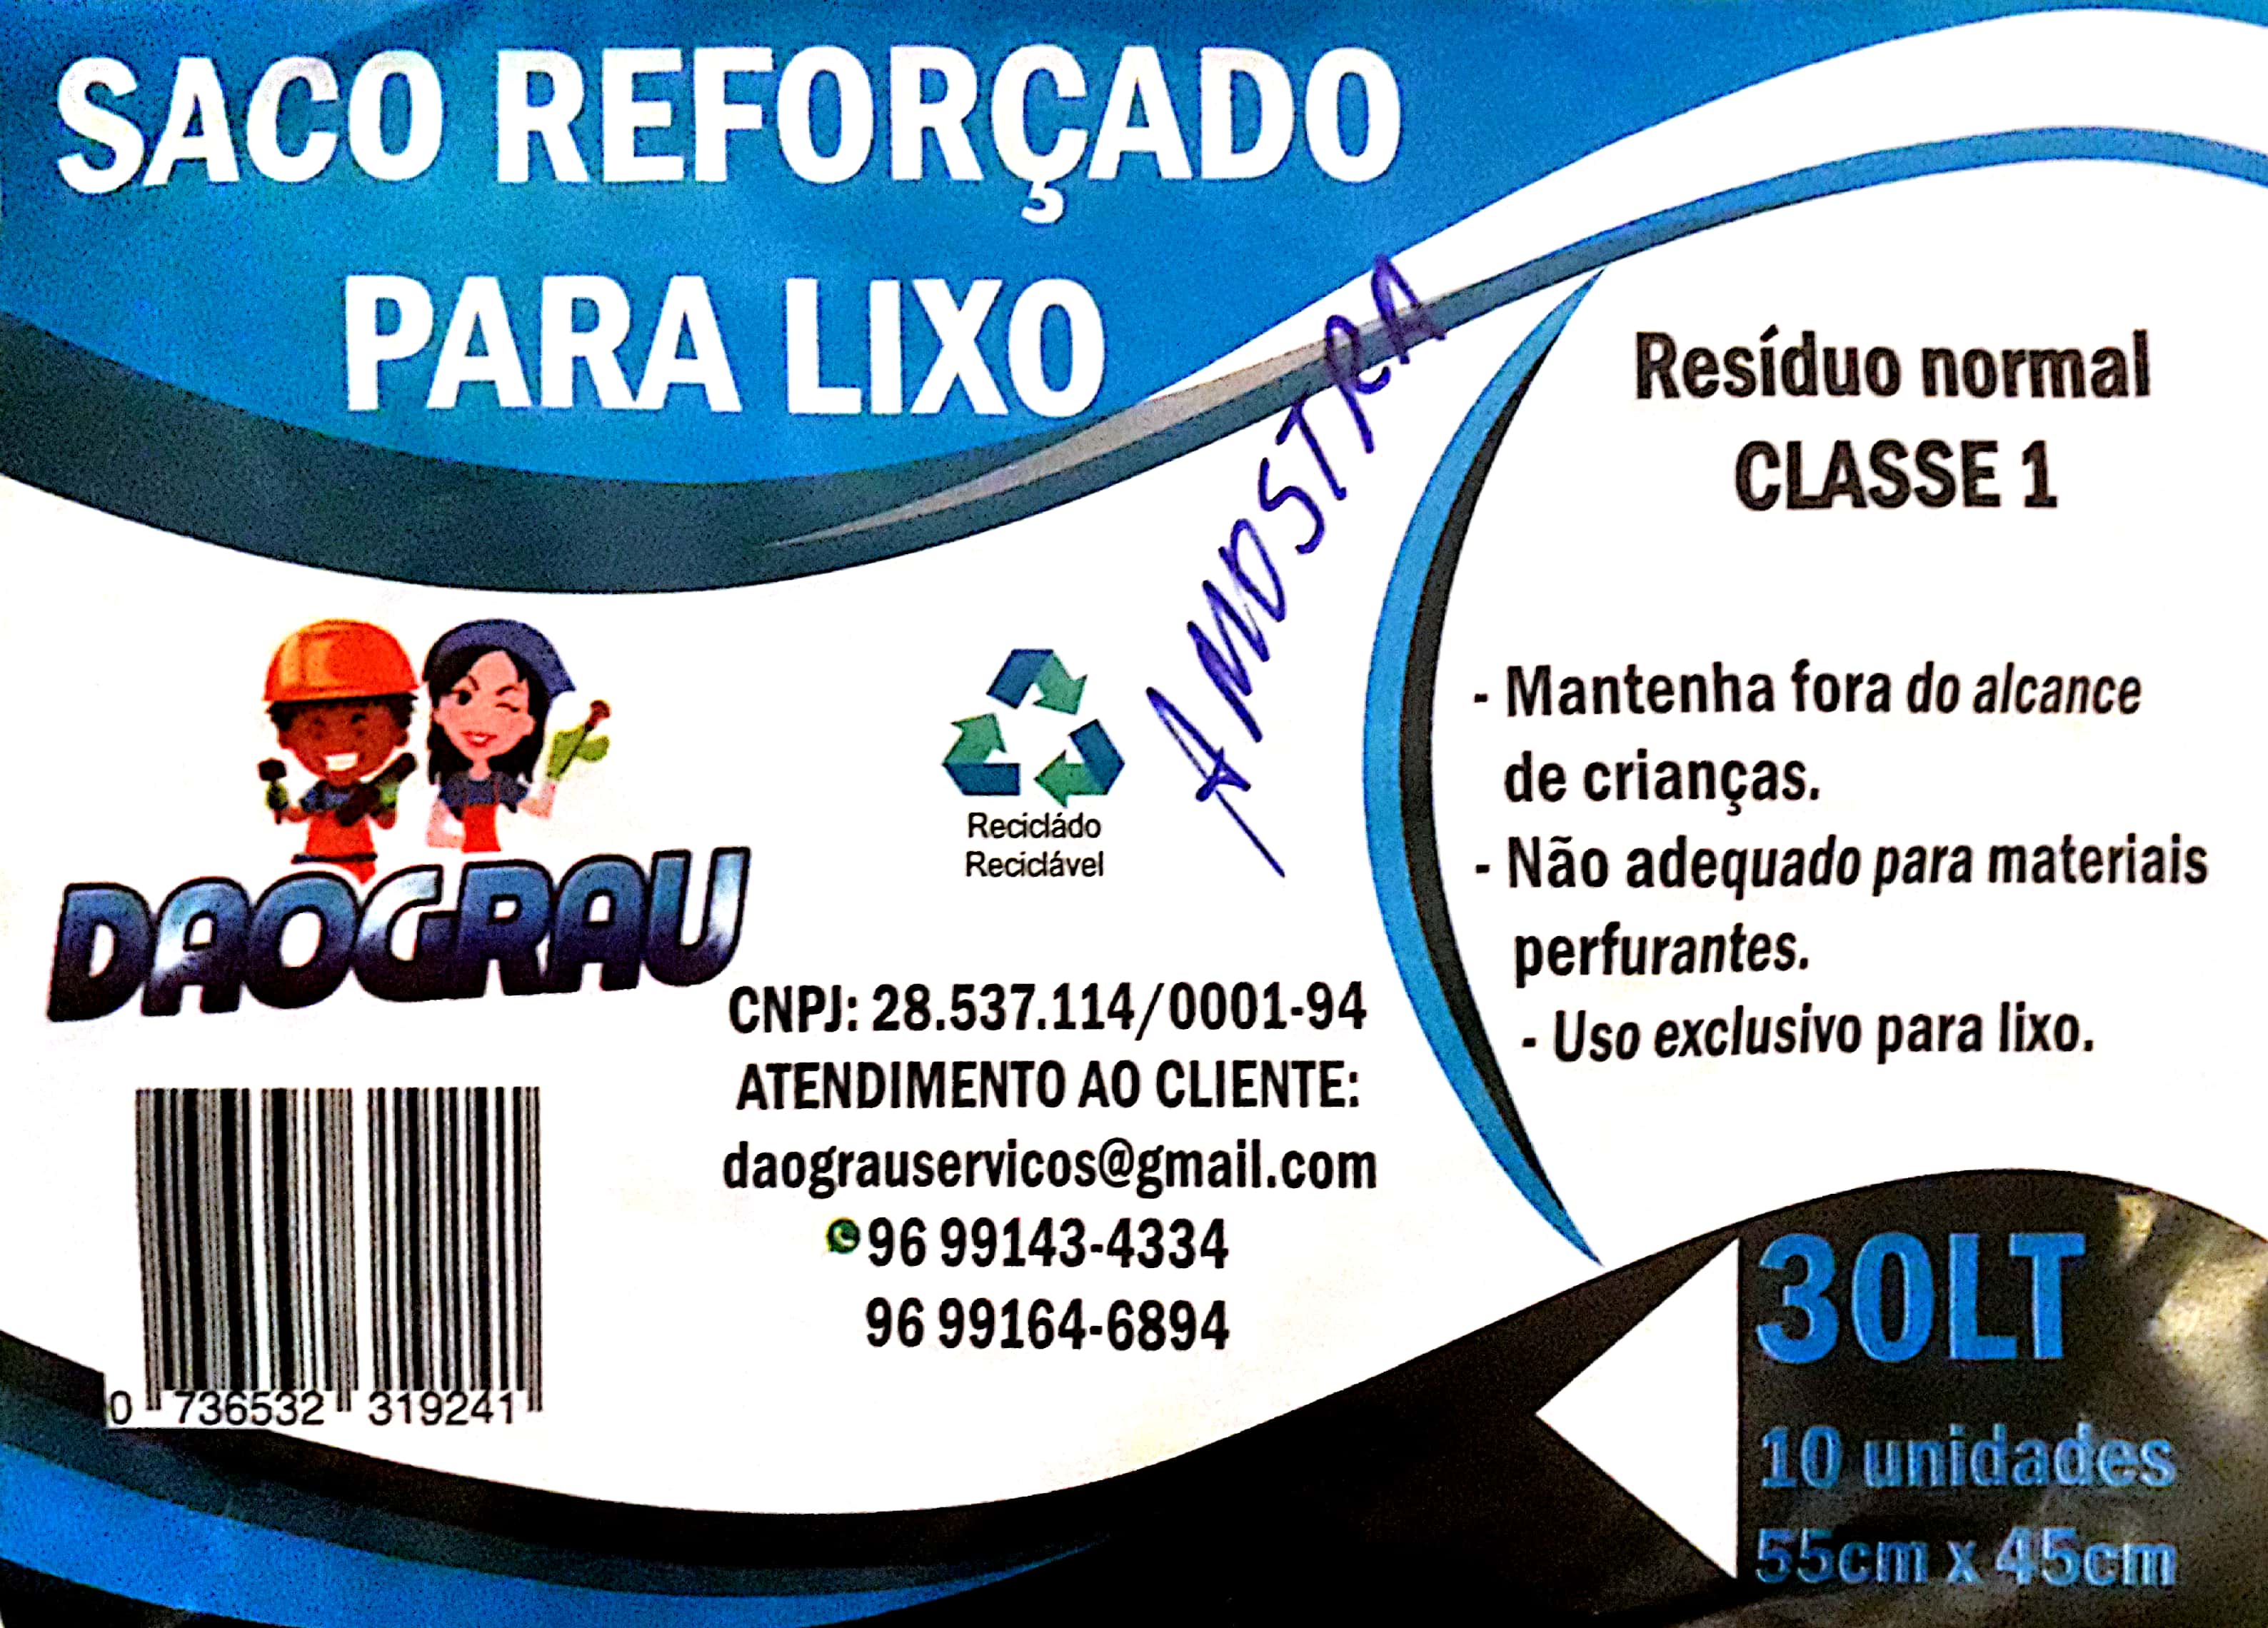 SACO REFORÇADO
PARA LIXO
AMOSTRA
Resíduo normal
CLASSE 1
- Mantenha fora do alcance
de crianças.
- Não adequado para materiais
perfurantes.
- Uso exclusivo para lixo.
Recicládo
Reciclável
DAOGRAU
CNPJ: 28.537.114/0001-94
ATENDIMENTO AO CLIENTE:
daograuservicos@gmail.com
96 99143-4334
96 99164-6894
0 736532 319241
30LT
10 unidades
55cm x 45cm